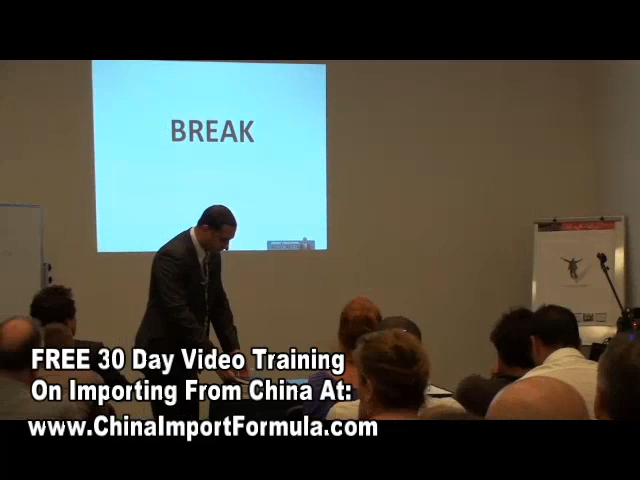 BREAK
FREE 30 Day Video Training
On Importing From China At:
www.ChinaImportFormula.com